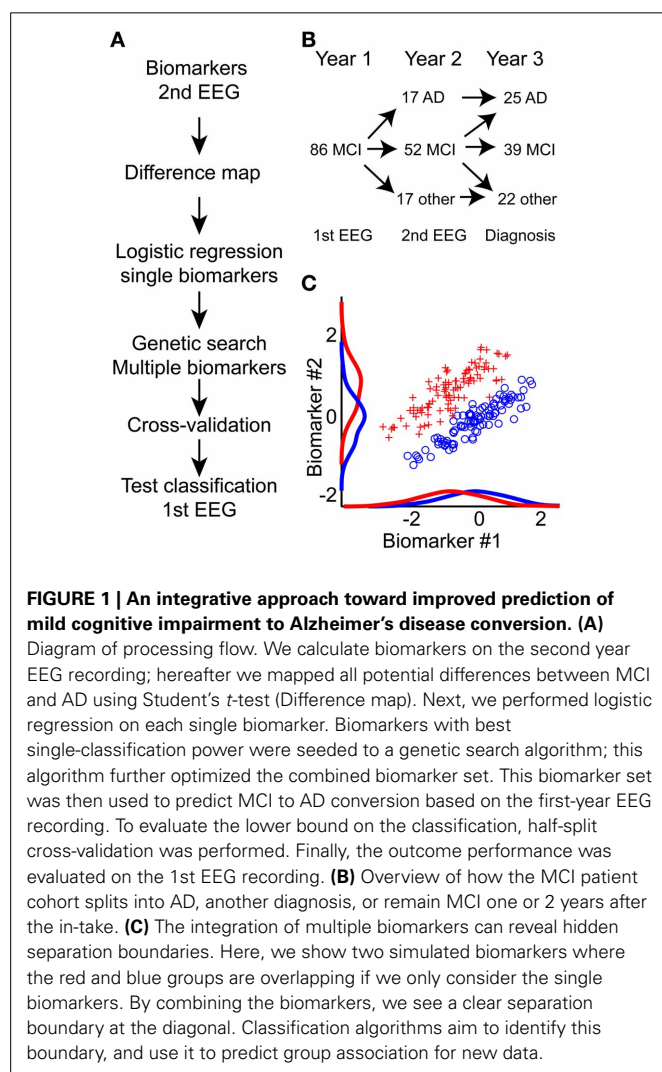 A
Biomarkers
2nd EEG
Difference map
Logistic regression
single biomarkers
Genetic search
Multiple biomarkers
Cross-validation
Test classification
1st EEG
B
Year 1 Year 2 Year 3
17 AD 25 AD
86 MCI 52 MCI 39 MCI
17 other 22 other
1st EEG 2nd EEG Diagnosis
C
2
0
-2
Biomarker #2
-2 0 2
Biomarker #1
FIGURE 1 | An integrative approach toward improved prediction of
mild cognitive impairment to Alzheimer's disease conversion. (A)
Diagram of processing flow. We calculate biomarkers on the second year
EEG recording; hereafter we mapped all potential differences between MCI
and AD using Student's t-test (Difference map). Next, we performed logistic
regression on each single biomarker. Biomarkers with best
single-classification power were seeded to a genetic search algorithm; this
algorithm further optimized the combined biomarker set. This biomarker set
was then used to predict MCI to AD conversion based on the first-year EEG
recording. To evaluate the lower bound on the classification, half-split
cross-validation was performed. Finally, the outcome performance was
evaluated on the 1st EEG recording. (B) Overview of how the MCI patient
cohort splits into AD, another diagnosis, or remain MCI one or 2 years after
the in-take. (C) The integration of multiple biomarkers can reveal hidden
separation boundaries. Here, we show two simulated biomarkers where
the red and blue groups are overlapping if we only consider the single
biomarkers. By combining the biomarkers, we see a clear separation
boundary at the diagonal. Classification algorithms aim to identify this
boundary, and use it to predict group association for new data.